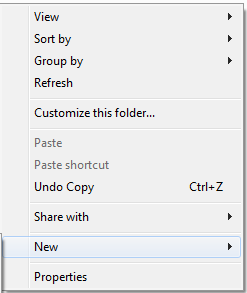 View
Sort by
Group by
Refresh
Customize this folder...
Paste
Paste shortcut
Undo Copy Ctrl+Z
Share with
New
Properties